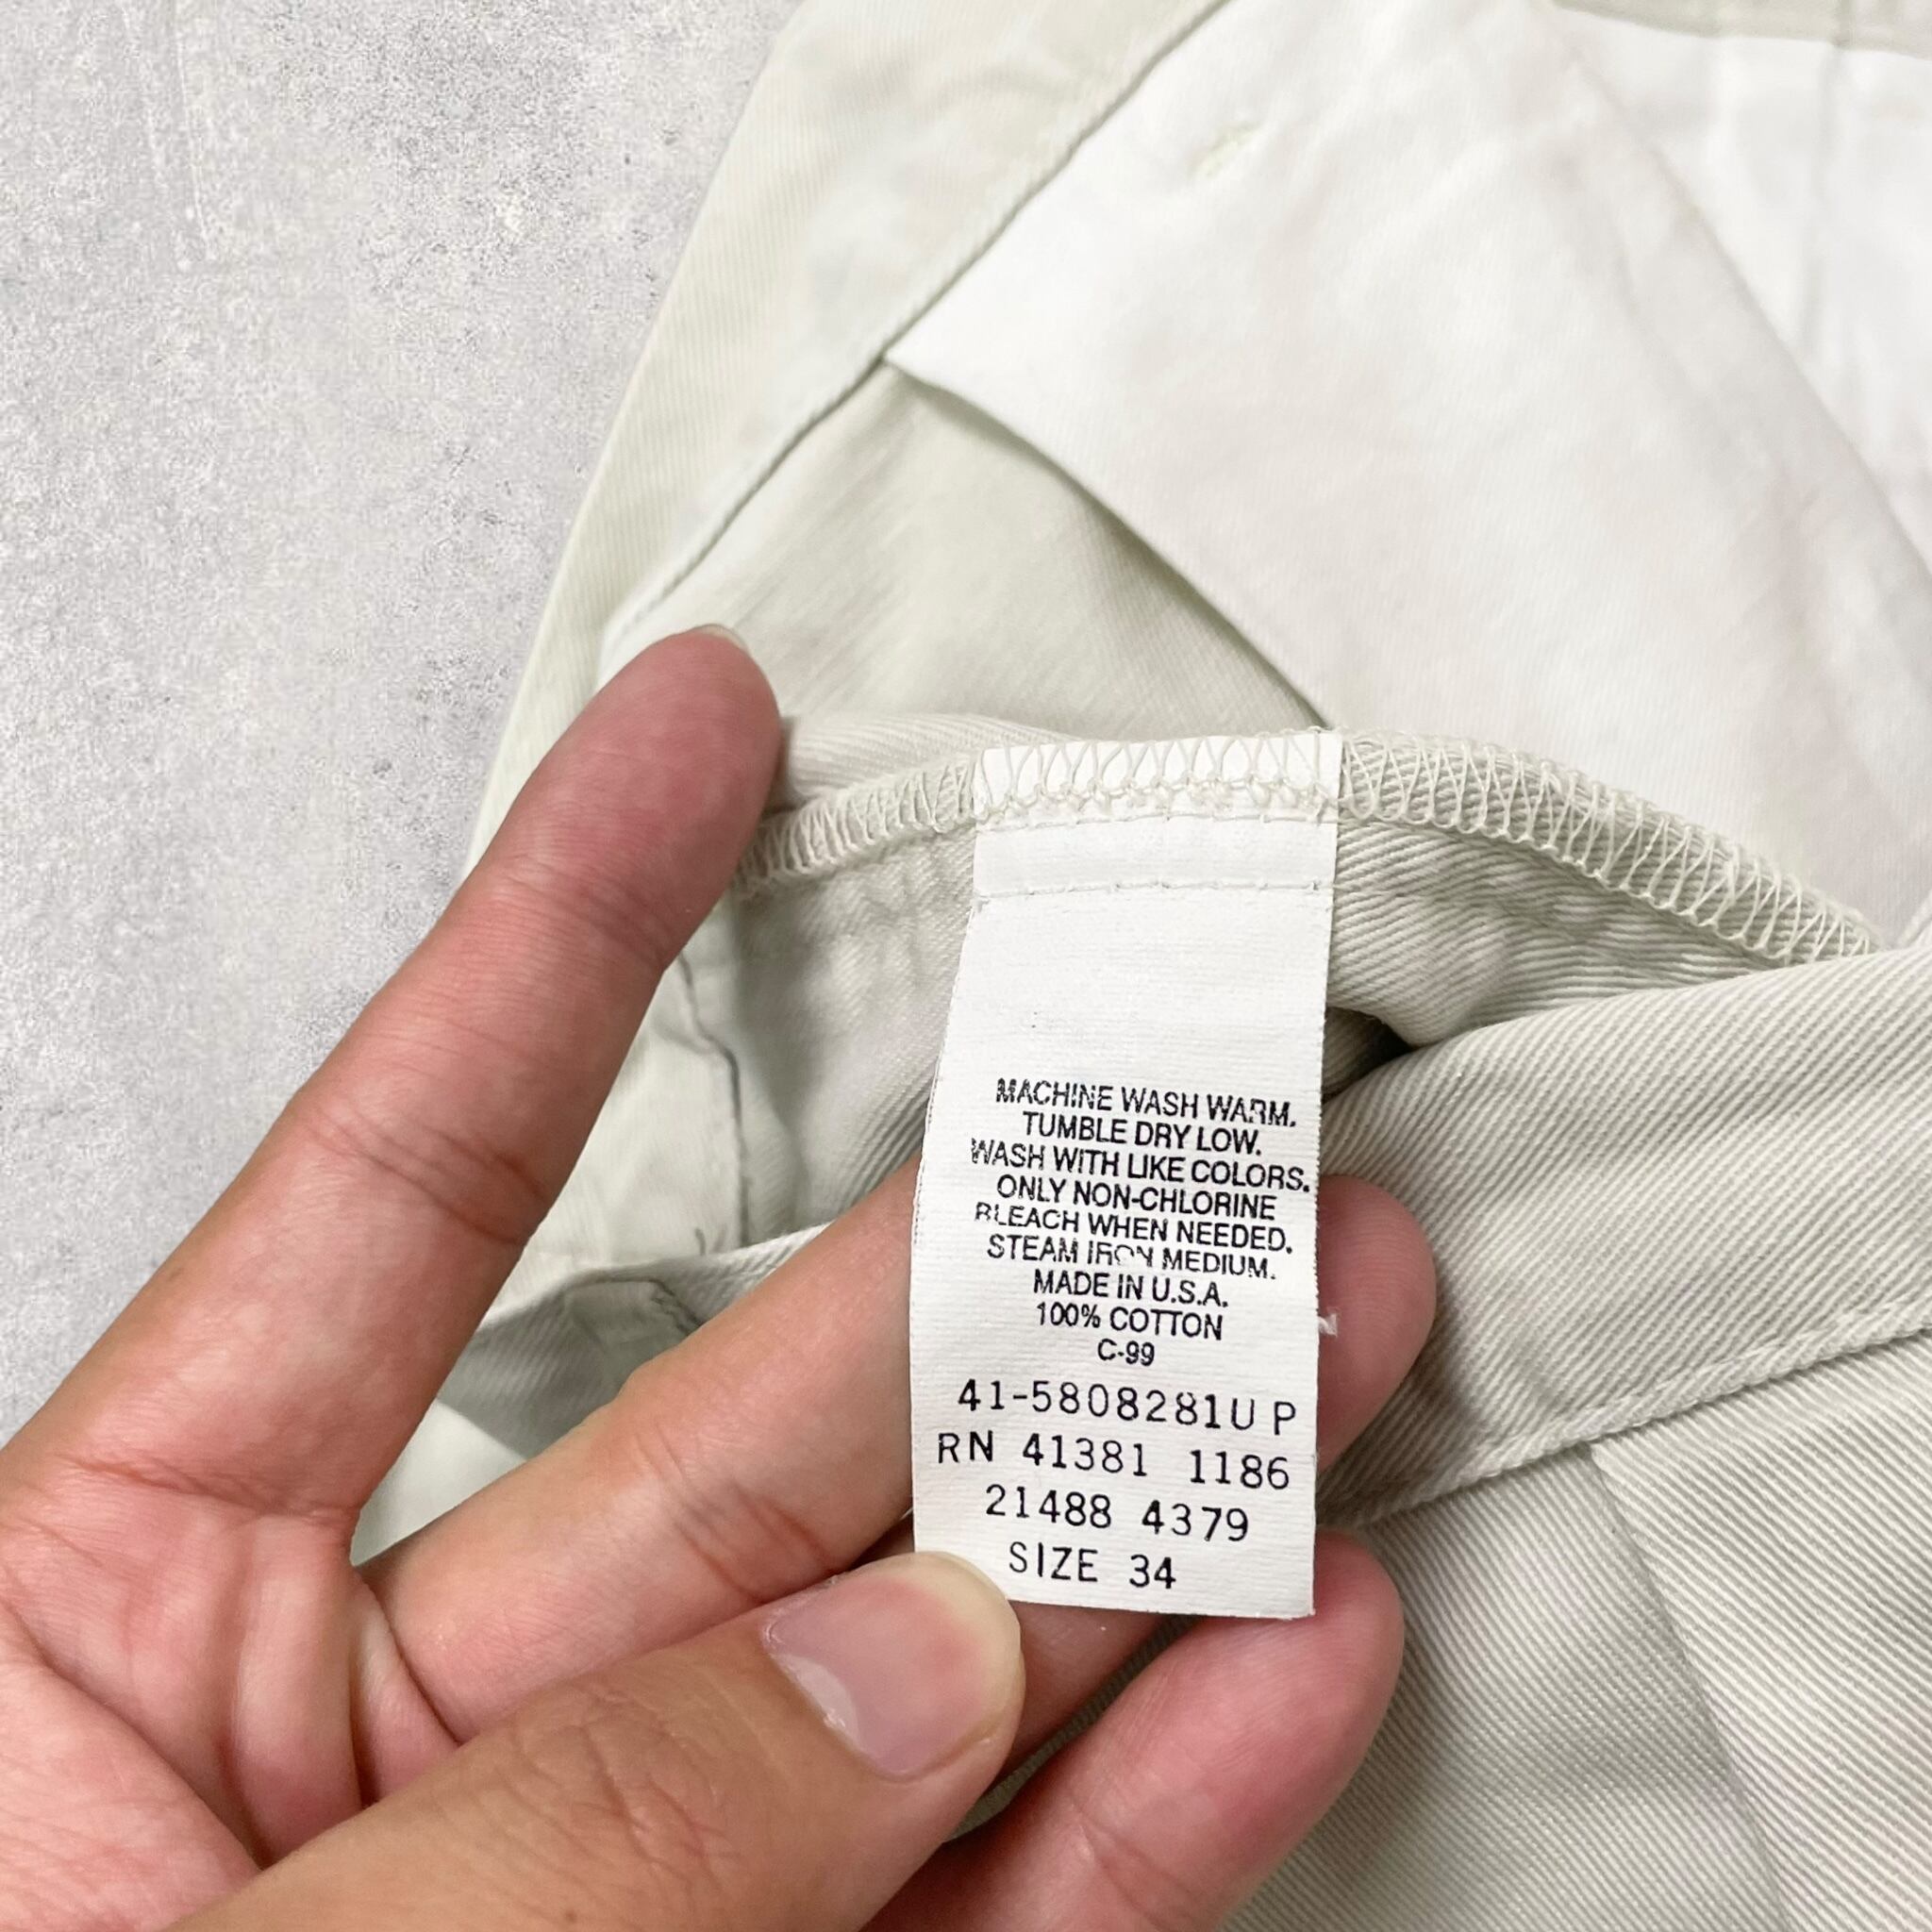 MACHINE WASH WARM.
TUMBLE DRY LOW.
WASH WITH LIKE COLORS.
ONLY NON-CHLORINE
BLEACH WHEN NEEDED.
STEAM IRON MEDIUM.
MADE IN U.S.A.
100% COTTON
C-99
41-5808281U P
RN 41381 1186
21488 4379
SIZE 34